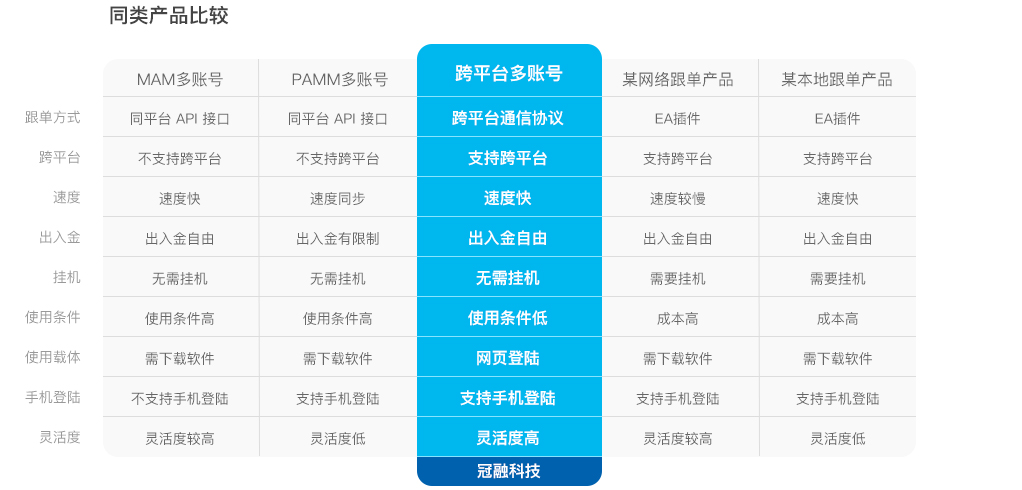 同类产品比较
MAM多账号 PAMM多账号 跨平台多账号 某网络跟单产品 某本地跟单产品
跟单方式 同平台 API 接口 同平台 API 接口 跨平台通信协议 EA插件 EA插件
跨平台 不支持跨平台 不支持跨平台 支持跨平台 支持跨平台 支持跨平台
速度 速度快 速度同步 速度快 速度较慢 速度快
出入金 出入金自由 出入金有限制 出入金自由 出入金自由 出入金自由
挂机 无需挂机 无需挂机 无需挂机 需要挂机 需要挂机
使用条件 使用条件高 使用条件高 使用条件低 成本高 成本高
使用载体 需下载软件 需下载软件 网页登陆 需下载软件 需下载软件
手机登陆 不支持手机登陆 支持手机登陆 支持手机登陆 支持手机登陆 支持手机登陆
灵活度 灵活度较高 灵活度低 灵活度高 灵活度较高 灵活度低
冠融科技